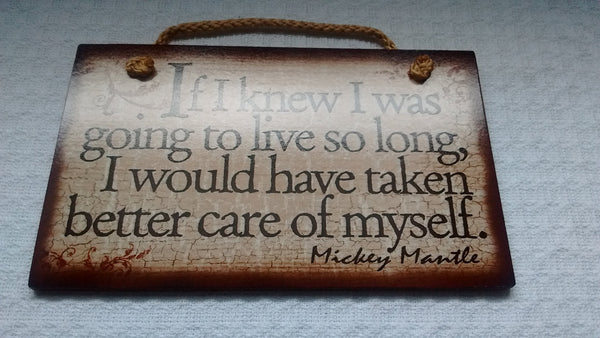 If I knew I was
going to live so long,
I would have taken
better care of myself.
Mickey Mantle